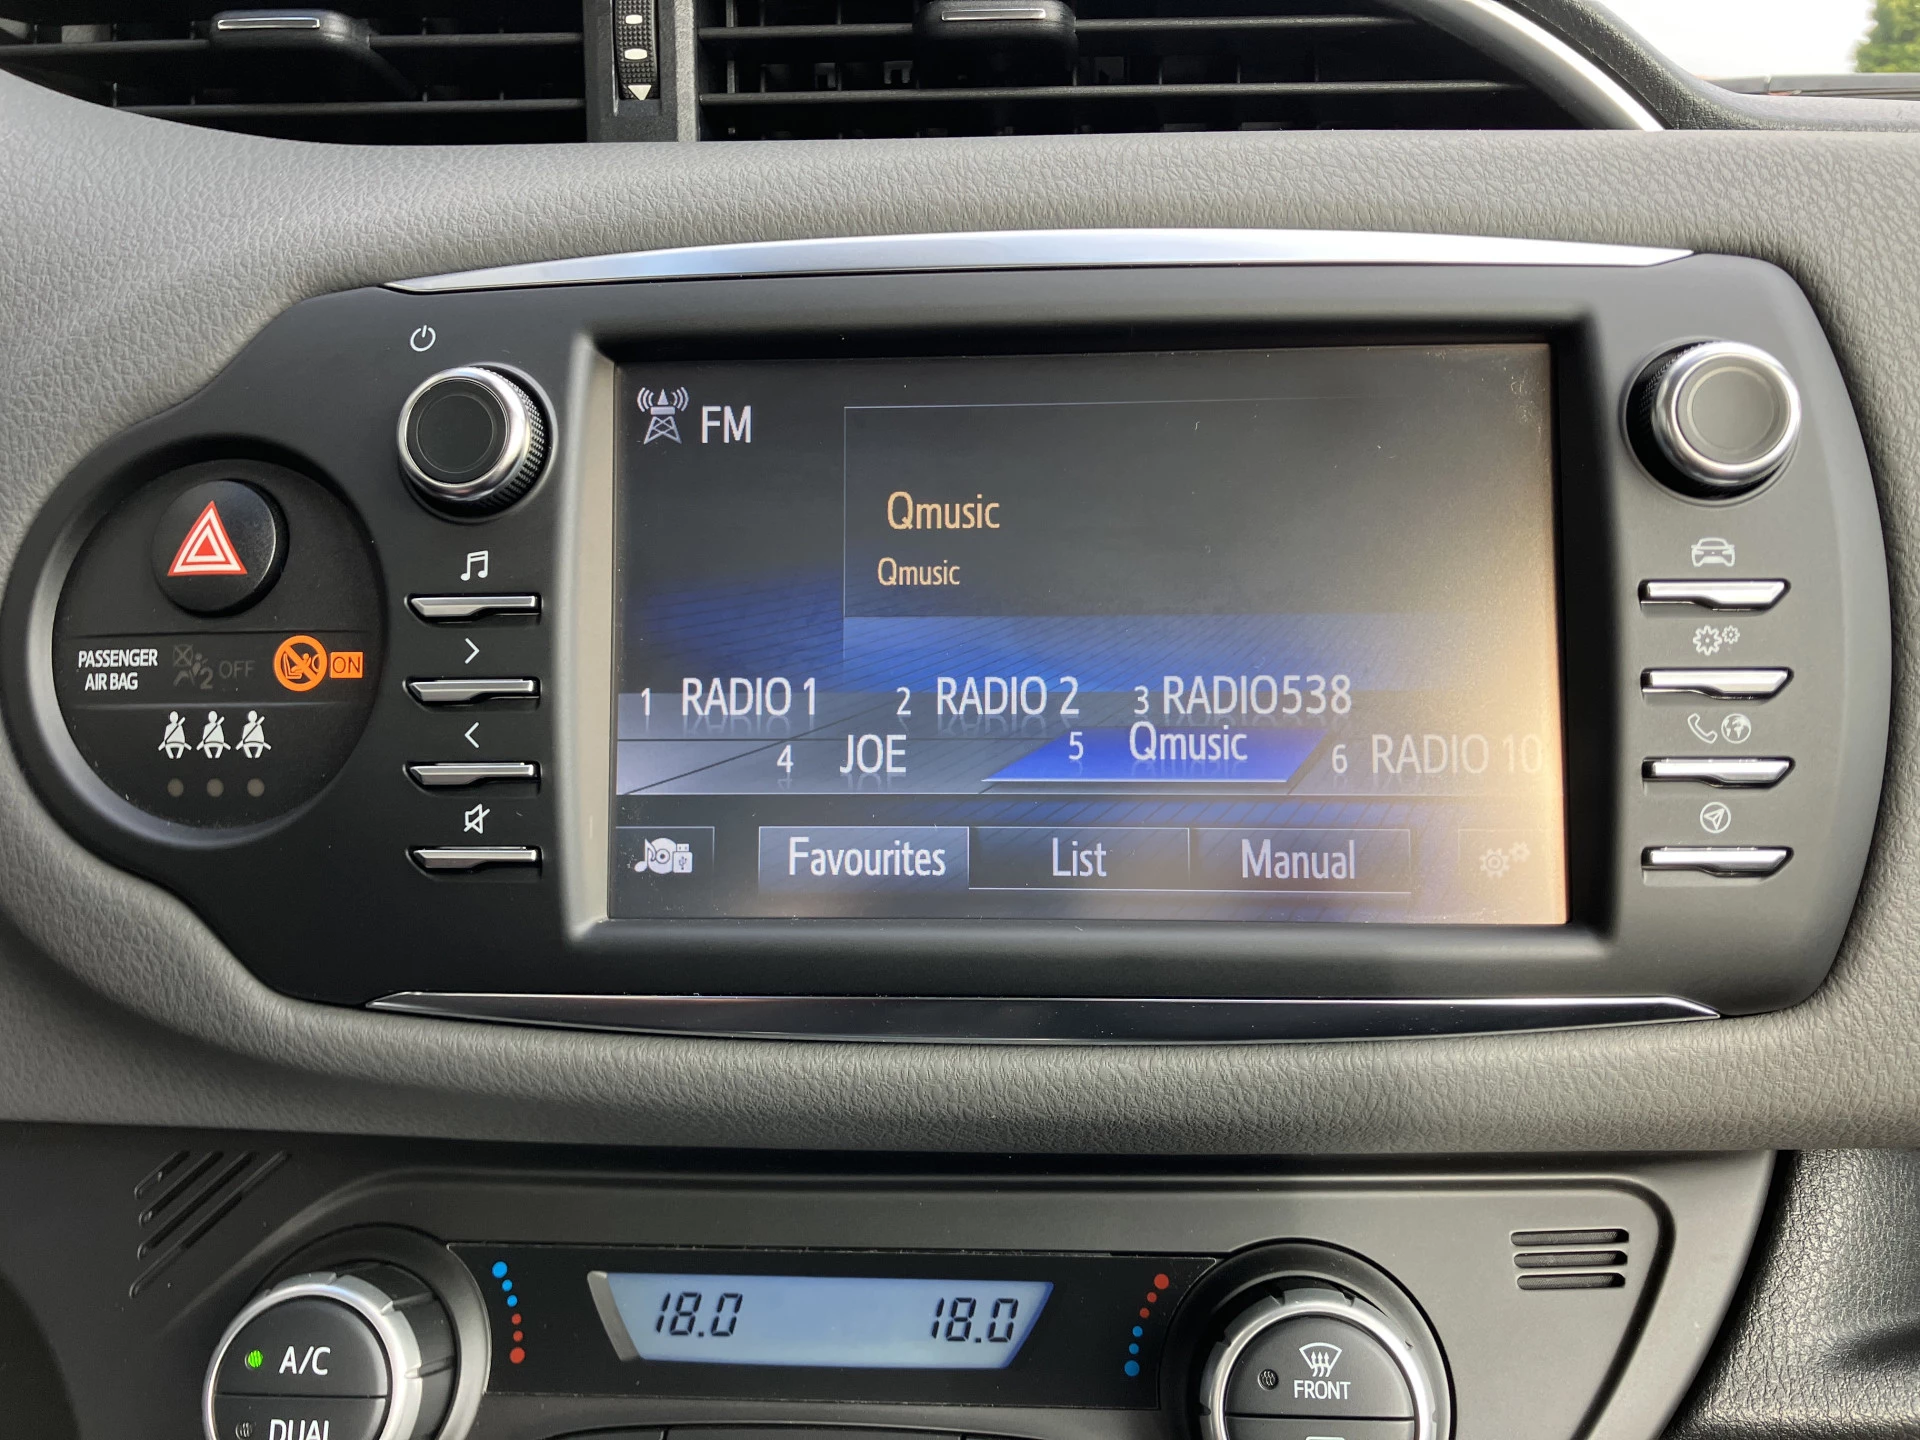 FM
Qmusic
Qmusic
1 RADIO 1 2 RADIO 2 3 RADIO538
4 JOE 5 Qmusic 6 RADIO 10
Favourites List Manual
PASSENGER
AIR BAG
2 OFF
ON
18.0 18.0
A/C
DUAL
FRONT